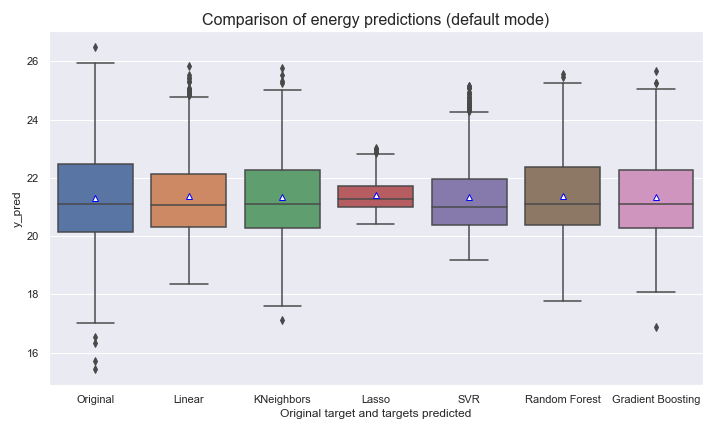 Comparison of energy predictions (default mode)
y_pred
26
24
22
20
18
16
Original
Linear
KNeighbors
Lasso
SVR
Random Forest
Gradient Boosting
Original target and targets predicted